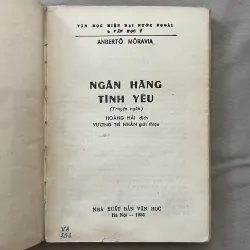 VĂN HỌC HIỆN ĐẠI NƯỚC NGOÀI
VĂN HỌC Ý
ANBERTÔ MÔRAVIA
NGÂN HÀNG
TÌNH YÊU
(Truyện ngắn)
HOÀNG HẢI dịch
VƯƠNG TRÍ NHÀN giới thiệu
NHÀ XUẤT BẢN VĂN HỌC
Hà Nội — 1986